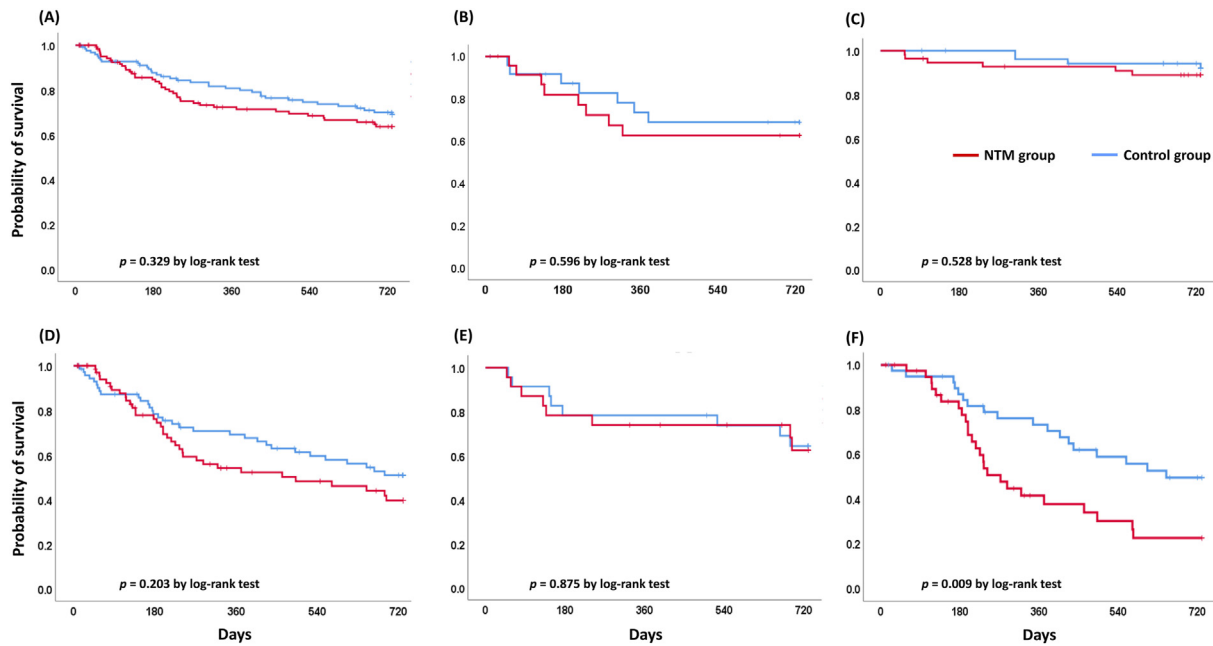 (A)
(B)
(C)
Probability of survival
1.0
0.8
0.6
0.4
0.2
0.0
p = 0.329 by log-rank test
0 180 360 540 720
1.0
0.8
0.6
0.4
0.2
0.0
p = 0.596 by log-rank test
0 180 360 540 720
1.0
0.8
0.6
0.4
0.2
0.0
NTM group
Control group
p = 0.528 by log-rank test
0 180 360 540 720
(D)
(E)
(F)
Probability of survival
1.0
0.8
0.6
0.4
0.2
0.0
p = 0.203 by log-rank test
0 180 360 540 720
Days
1.0
0.8
0.6
0.4
0.2
0.0
p = 0.875 by log-rank test
0 180 360 540 720
Days
1.0
0.8
0.6
0.4
0.2
0.0
p = 0.009 by log-rank test
0 180 360 540 720
Days